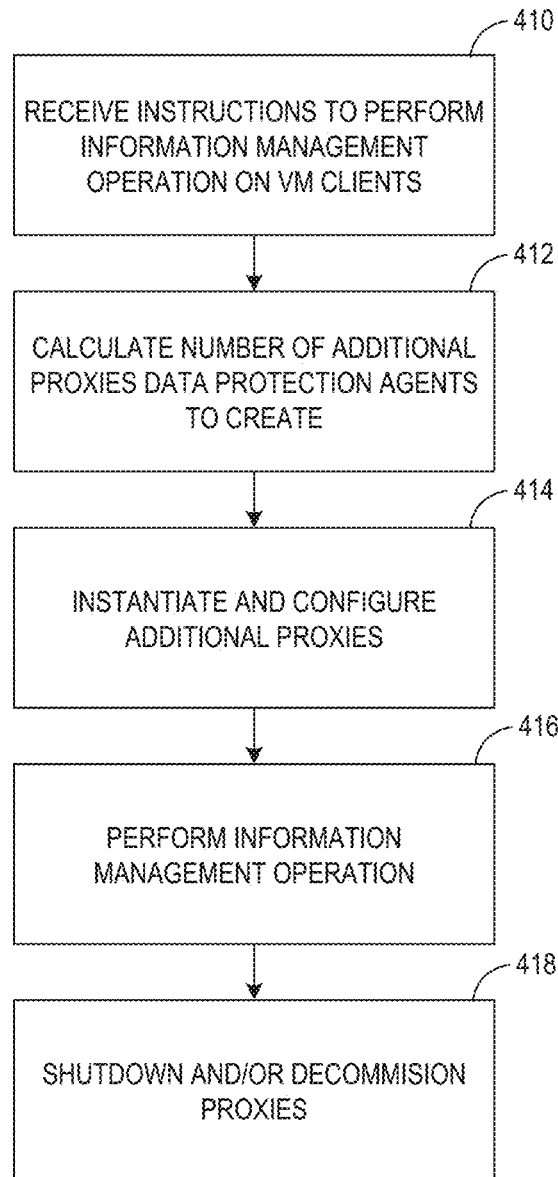 410
RECEIVE INSTRUCTIONS TO PERFORM
INFORMATION MANAGEMENT
OPERATION ON VM CLIENTS
412
CALCULATE NUMBER OF ADDITIONAL
PROXIES DATA PROTECTION AGENTS
TO CREATE
414
INSTANTIATE AND CONFIGURE
ADDITIONAL PROXIES
416
PERFORM INFORMATION
MANAGEMENT OPERATION
418
SHUTDOWN AND/OR DECOMMISION
PROXIES